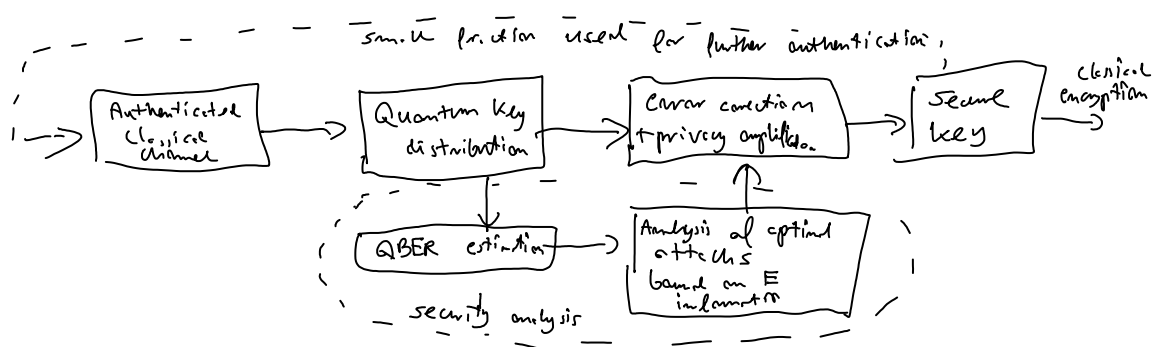 small fraction used for further authentication.
Authenticated
classical
channel
Quantum key
distribution
error correction
+ privacy amplification
secure
key
classical
encryption
QBER estimation
Analysis of optimal
attacks
bound on E
information
security analysis